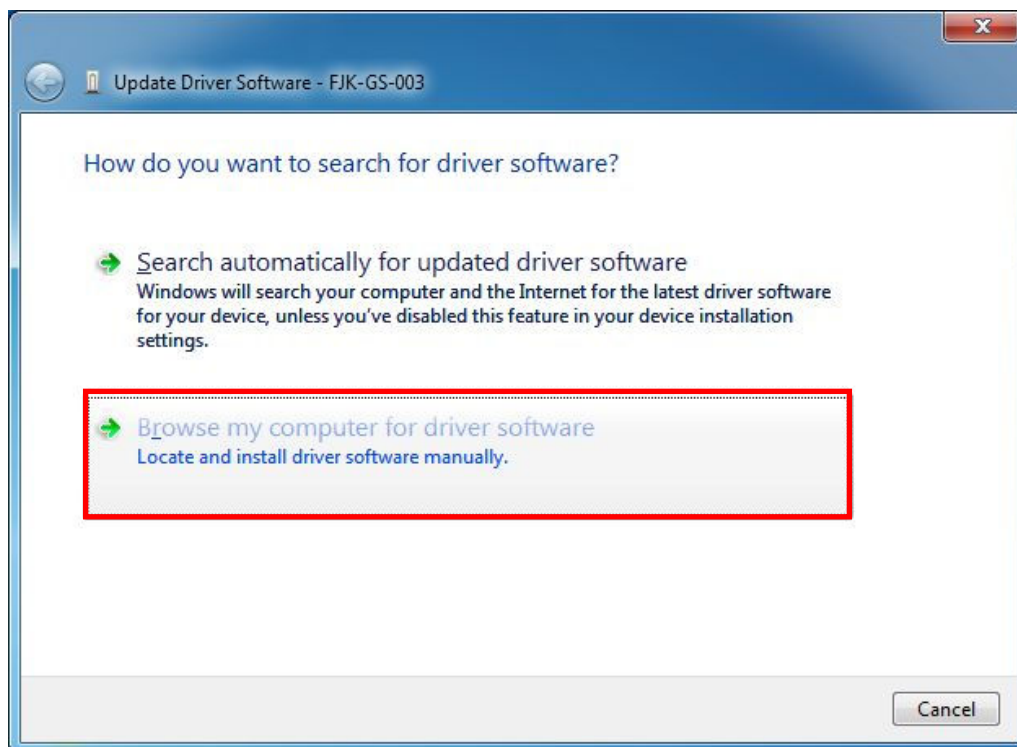 Update Driver Software - FJK-GS-003
How do you want to search for driver software?
Search automatically for updated driver software
Windows will search your computer and the Internet for the latest driver software
for your device, unless you've disabled this feature in your device installation
settings.
Browse my computer for driver software
Locate and install driver software manually.
Cancel